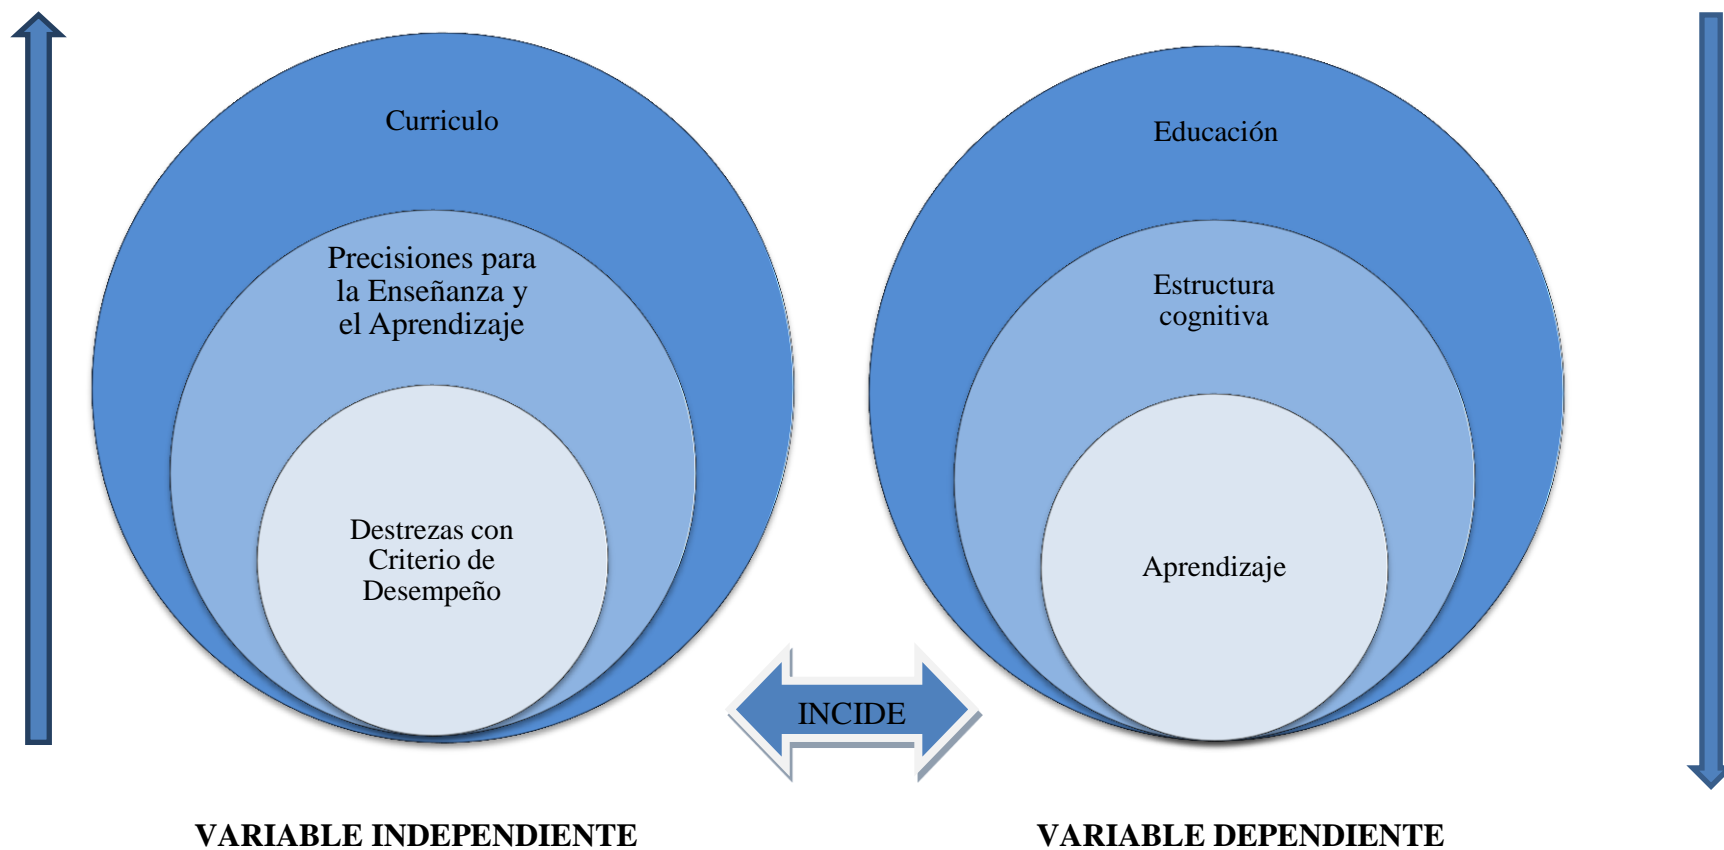 Curriculo
Precisiones para
la Enseñanza y
el Aprendizaje
Destrezas con
Criterio de
Desempeño
Educación
Estructura
cognitiva
Aprendizaje
INCIDE
VARIABLE INDEPENDIENTE
VARIABLE DEPENDIENTE